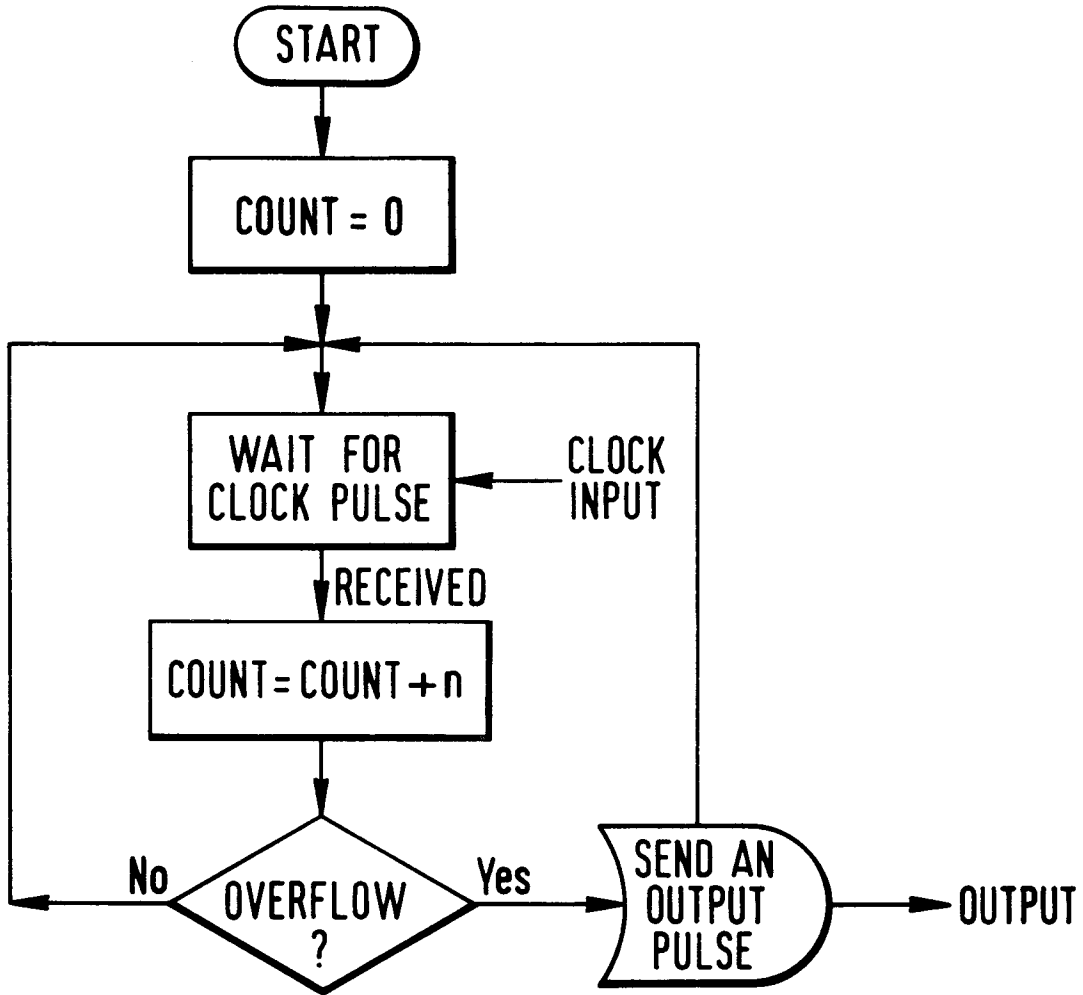 START
COUNT = 0
WAIT FOR
CLOCK PULSE
CLOCK
INPUT
RECEIVED
COUNT = COUNT + n
No
OVERFLOW
?
Yes
SEND AN
OUTPUT
PULSE
OUTPUT